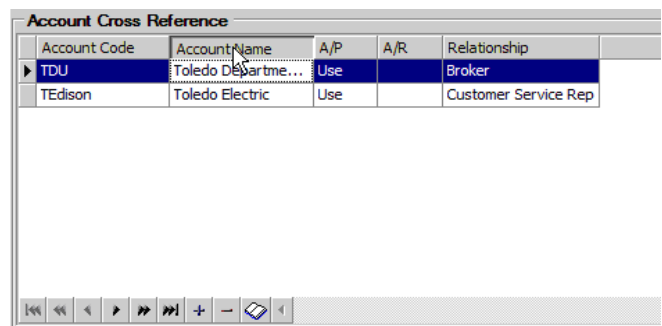 Account Cross Reference
Account Code Account Name A/P A/R Relationship
TDU Toledo Departme... Use Broker
TEdison Toledo Electric Use Customer Service Rep